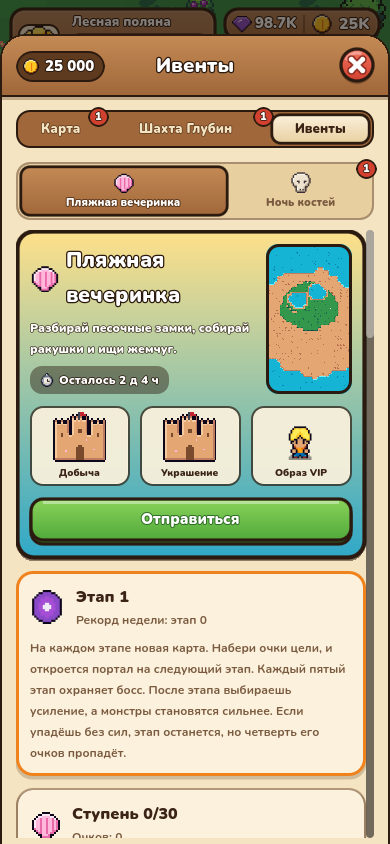 Лесная поляна
98.7K
25K
25 000
Ивенты
1
1
Карта
Шахта Глубин
Ивенты
1
Пляжная вечеринка
Ночь костей
Пляжная
вечеринка
Разбирай песочные замки, собирай
ракушки и ищи жемчуг.
Осталось 2 д 4 ч
Добыча
Украшение
Образ VIP
Отправиться
Этап 1
Рекорд недели: этап 0
На каждом этапе новая карта. Набери очки цели, и
откроется портал на следующий этап. Каждый пятый
этап охраняет босс. После этапа выбираешь
усиление, а монстры становятся сильнее. Если
упадёшь без сил, этап останется, но четверть его
очков пропадёт.
Ступень 0/30
Очков: 0